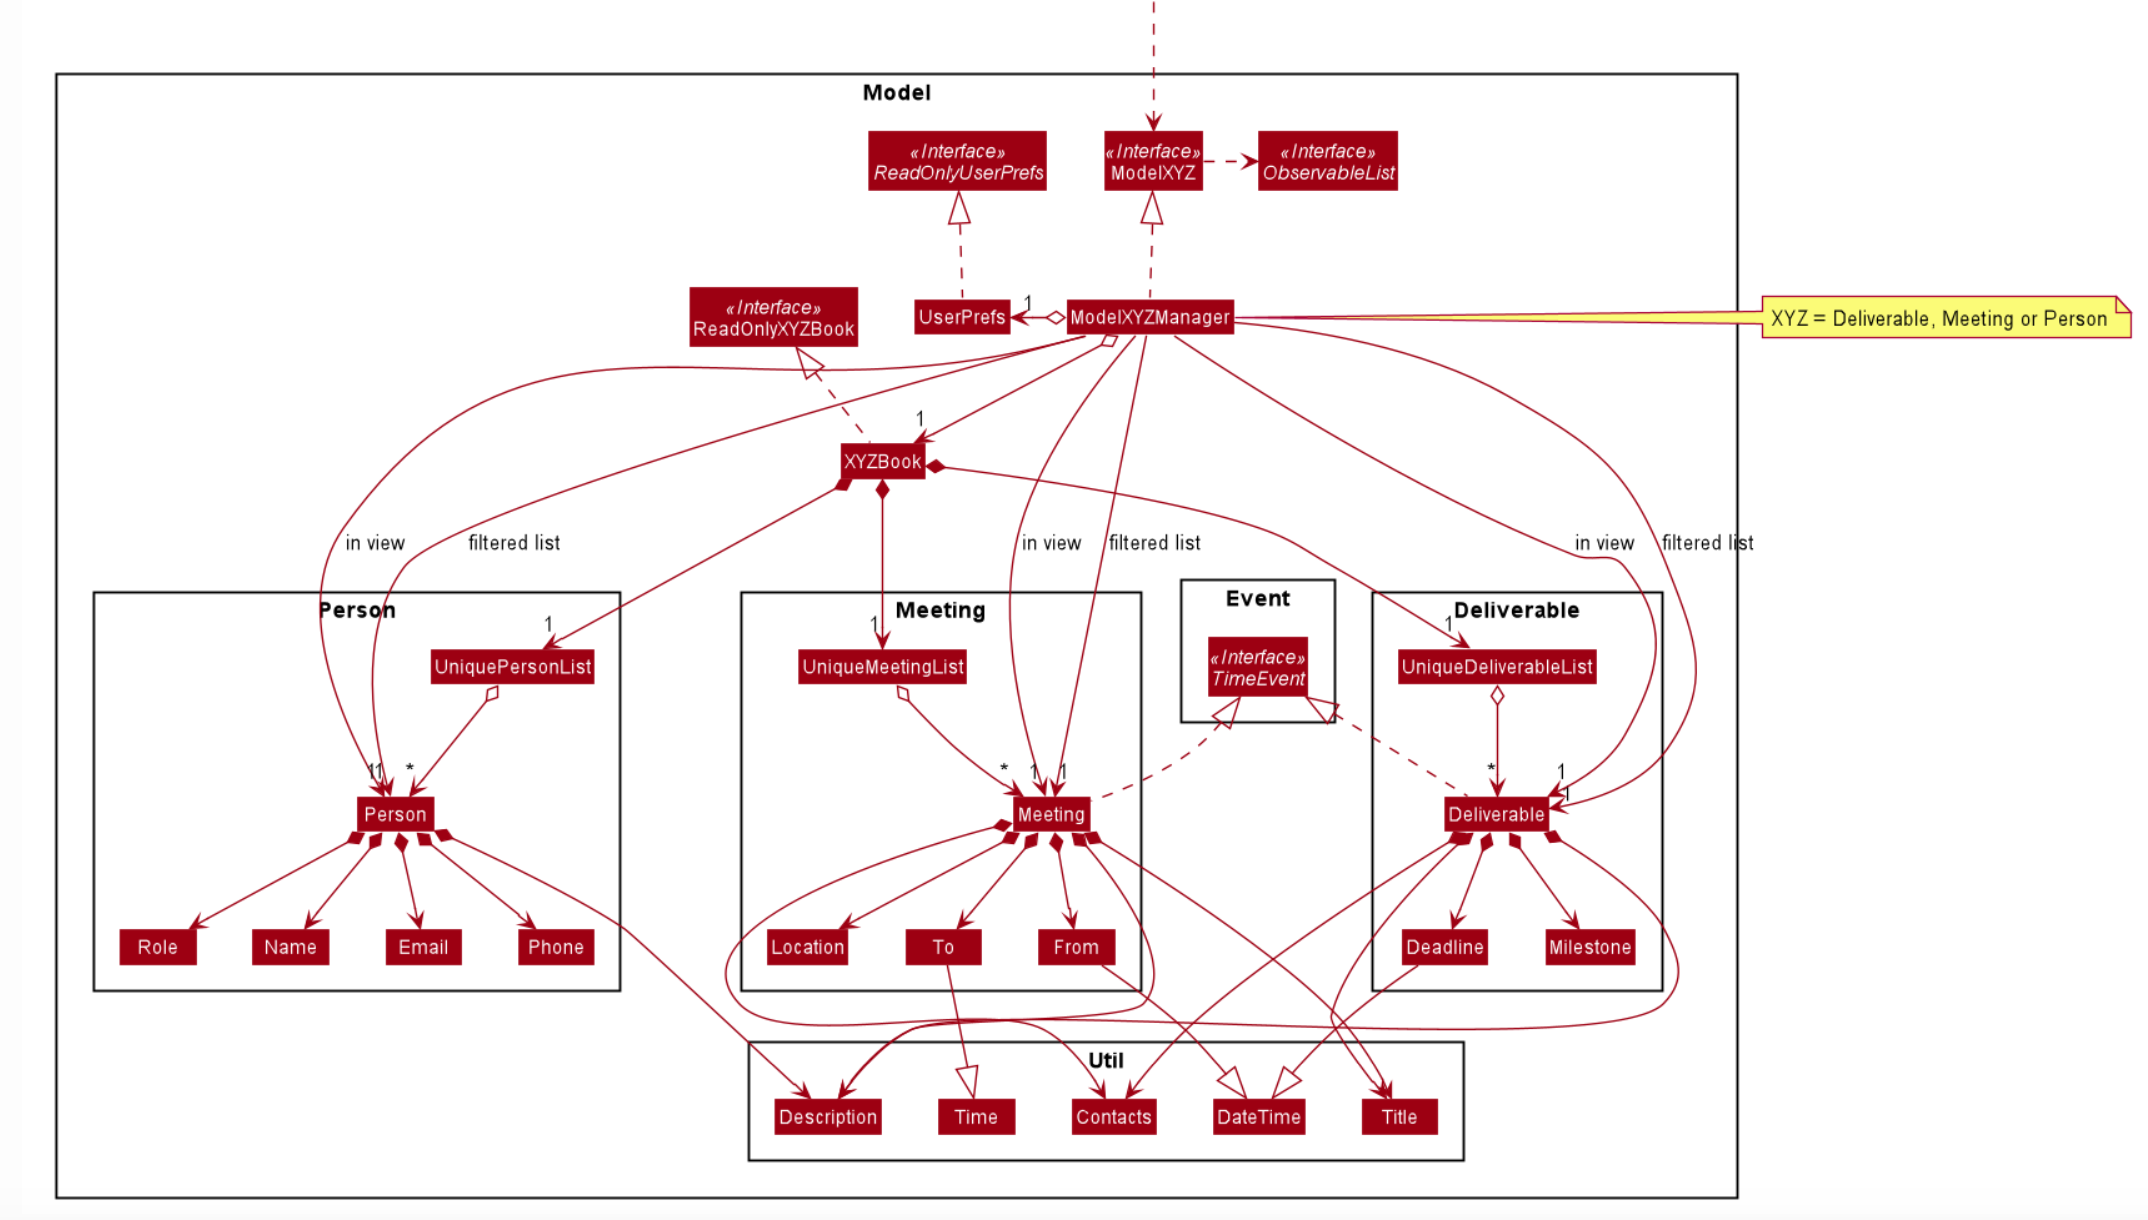 Model
«Interface»
ReadOnlyUserPrefs
«Interface»
ModelXYZ
«Interface»
ObservableList
«Interface»
ReadOnlyXYZBook
UserPrefs
1
ModelXYZManager
XYZ = Deliverable, Meeting or Person
1
XYZBook
in view
filtered list
in view
filtered list
in view
filtered list
Person
Meeting
Event
Deliverable
1
UniquePersonList
1
UniqueMeetingList
«Interface»
TimeEvent
1
UniqueDeliverableList
1
1
*
*
1
1
*
1
1
Person
Meeting
Deliverable
Role
Name
Email
Phone
Location
To
From
Deadline
Milestone
Util
Description
Time
Contacts
DateTime
Title